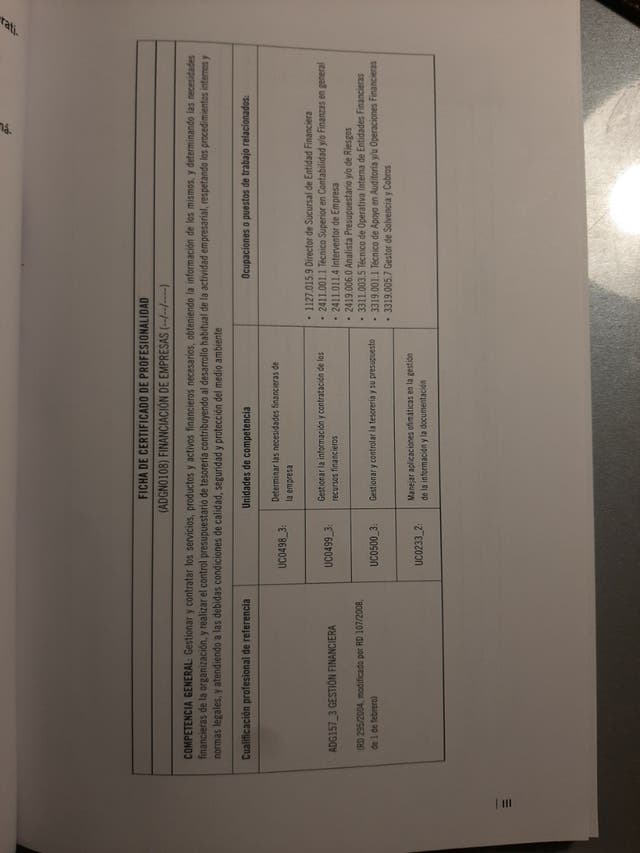 rati.
ná.
FICHA DE CERTIFICADO DE PROFESIONALIDAD
(ADGN0108) FINANCIACIÓN DE EMPRESAS (--/--/----)
COMPETENCIA GENERAL: Gestionar y contratar los servicios, productos y activos financieros necesarios, obteniendo la información de los mismos, y determinando las necesidades
financieras de la organización, y realizar el control presupuestario de tesorería contribuyendo al desarrollo habitual de la actividad empresarial, respetando los procedimientos internos y
normas legales, y atendiendo a las debidas condiciones de calidad, seguridad y protección del medio ambiente
Cualificación profesional de referencia
Unidades de competencia
Ocupaciones o puestos de trabajo relacionados:
ADG157_3 GESTIÓN FINANCIERA
(RD 295/2004, modificado por RD 107/2008,
de 1 de febrero)
UC0498_3:
Determinar las necesidades financieras de
la empresa
UC0499_3:
Gestionar la información y contratación de los
recursos financieros
UC0500_3:
Gestionar y controlar la tesorería y su presupuesto
UC0233_2:
Manejar aplicaciones ofimáticas en la gestión
de la información y la documentación
• 1127.015.9 Director de Sucursal de Entidad Financiera
• 2411.001.1 Técnico Superior en Contabilidad y/o Finanzas en general
• 2411.011.4 Interventor de Empresa
• 2419.006.0 Analista Presupuestario y/o de Riesgos
• 3311.003.5 Técnico de Operativa Interna de Entidades Financieras
• 3319.001.1 Técnico de Apoyo en Auditoría y/u Operaciones Financieras
• 3319.005.7 Gestor de Solvencia y Cobros
| III